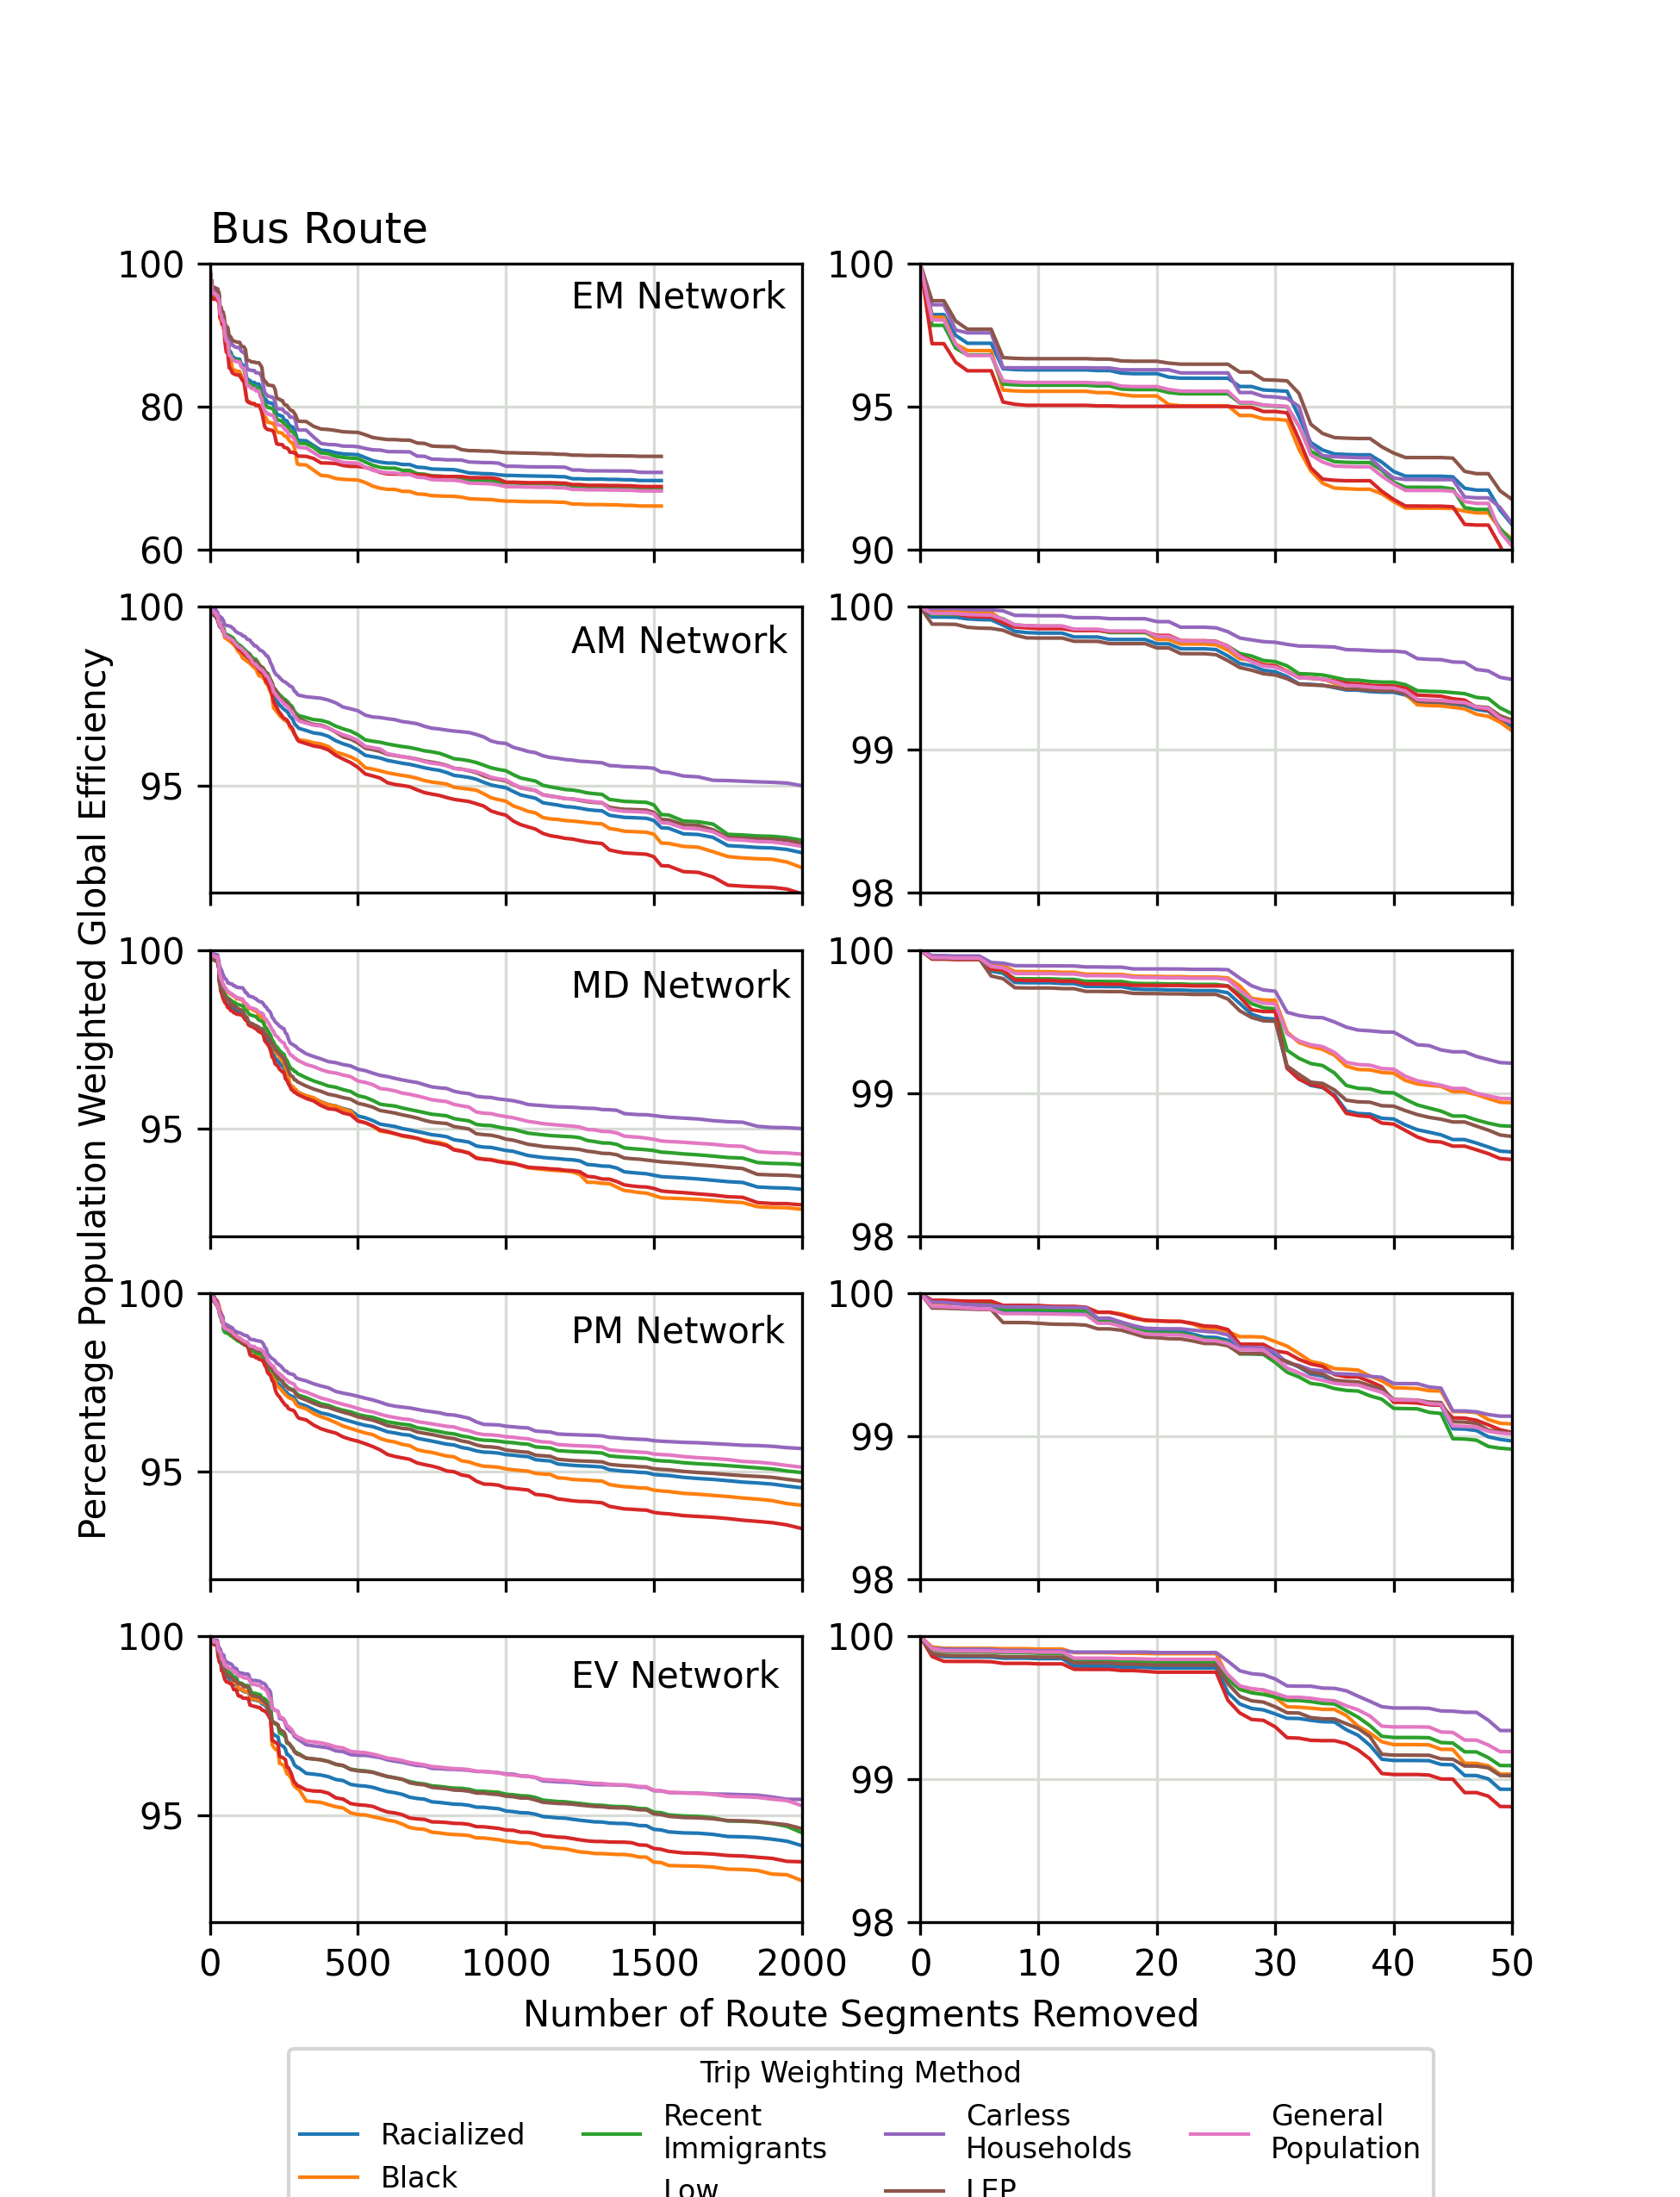 Bus Route
100
80
60
EM Network
100
95
90
100
95
AM Network
100
99
98
100
95
MD Network
100
99
98
100
95
PM Network
100
99
98
100
95
EV Network
100
99
98
0 500 1000 1500 2000
0 10 20 30 40 50
Percentage Population Weighted Global Efficiency
Number of Route Segments Removed
Trip Weighting Method
Racialized
Black
Recent
Immigrants
Low
Carless
Households
LEP
General
Population